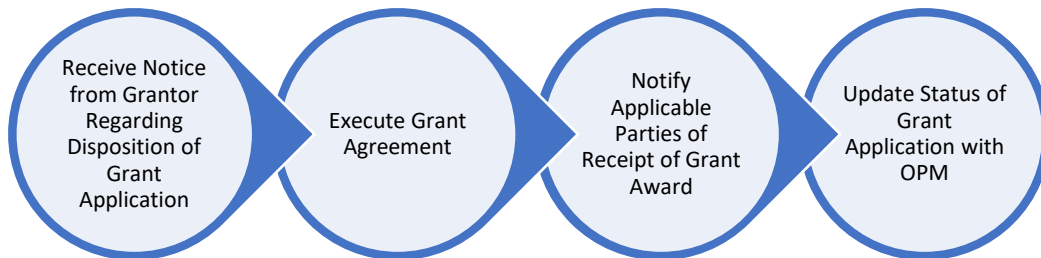 Receive Notice
from Grantor
Regarding
Disposition of
Grant
Application
Execute Grant
Agreement
Notify
Applicable
Parties of
Receipt of Grant
Award
Update Status of
Grant
Application with
OPM